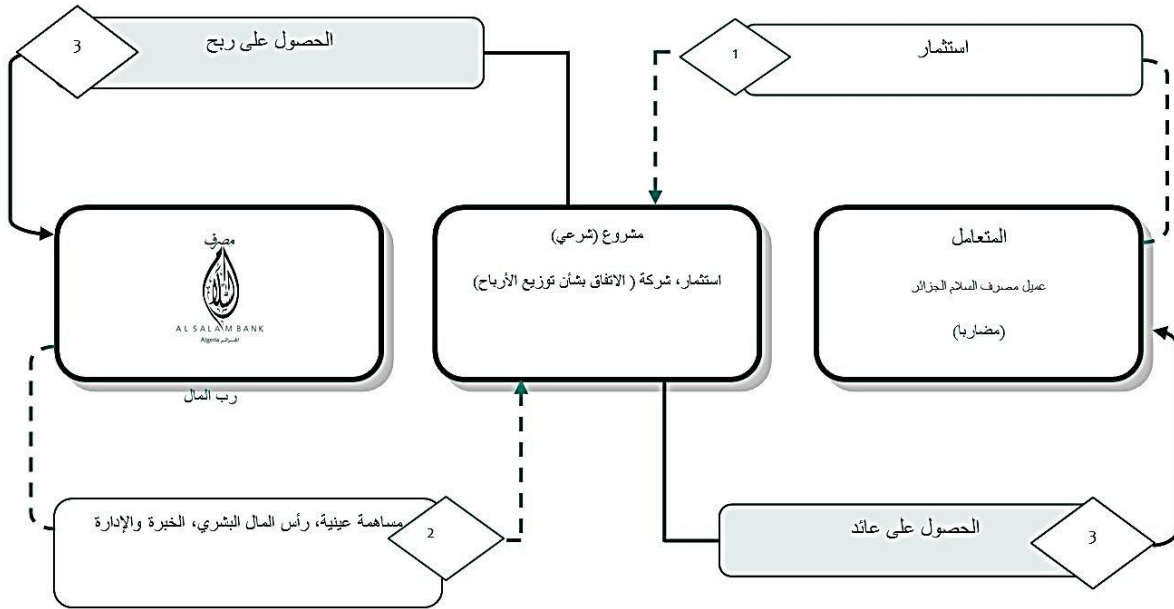 استثمار
1
الحصول على ربح
3
المتعامل
عميل مصرف السلام الجزائر
(مضاربا)
مشروع (شرعي)
استثمار، شركة ( الاتفاق بشأن توزيع الأرباح)
مصرف
السلام
AL SALAM BANK
Algeria الجزائر
رب المال
مساهمة عينية، رأس المال البشري، الخبرة والإدارة
2
الحصول على عائد
3